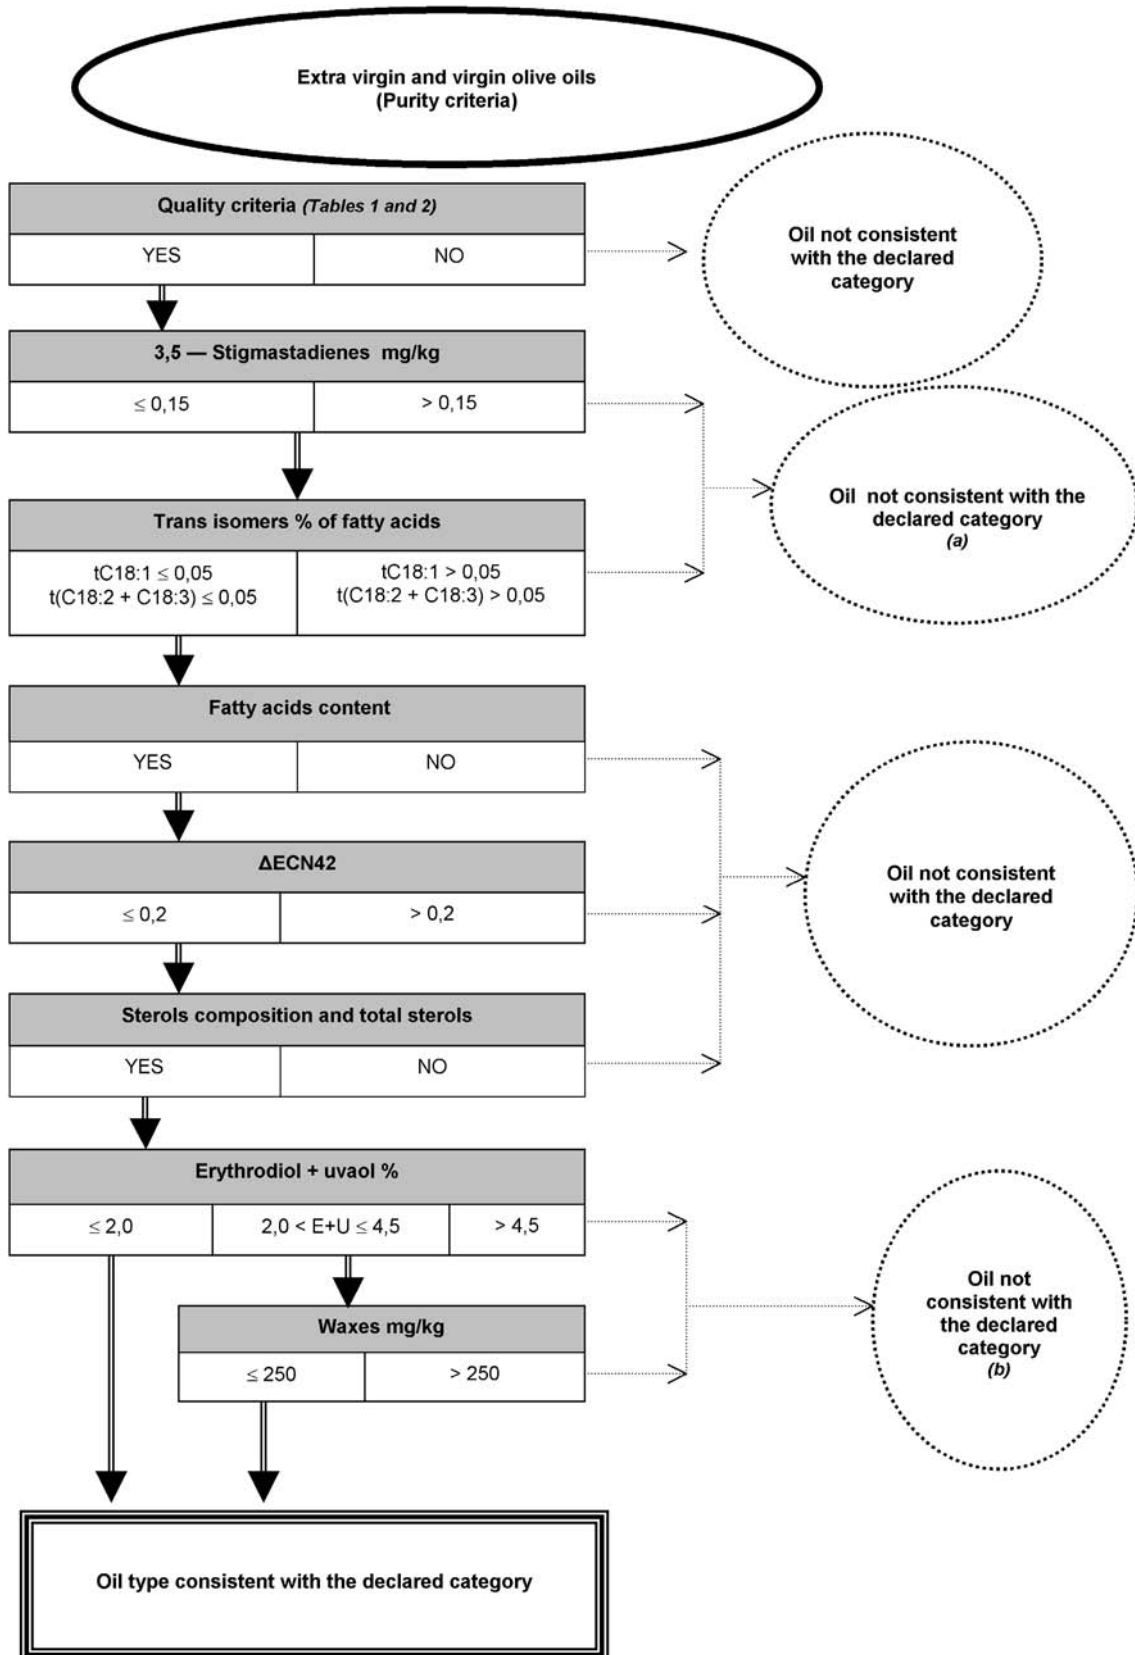 Extra virgin and virgin olive oils
(Purity criteria)
Quality criteria (Tables 1 and 2)
YES NO
Oil not consistent
with the declared
category
3,5 — Stigmastadienes mg/kg
≤ 0,15 > 0,15
Oil not consistent with the
declared category
(a)
Trans isomers % of fatty acids
tC18:1 ≤ 0,05 tC18:1 > 0,05
t(C18:2 + C18:3) ≤ 0,05 t(C18:2 + C18:3) > 0,05
Fatty acids content
YES NO
ΔECN42
≤ 0,2 > 0,2
Oil not consistent
with the declared
category
Sterols composition and total sterols
YES NO
Erythrodiol + uvaol %
≤ 2,0 2,0 < E+U ≤ 4,5 > 4,5
Waxes mg/kg
≤ 250 > 250
Oil not
consistent with
the declared
category
(b)
Oil type consistent with the declared category